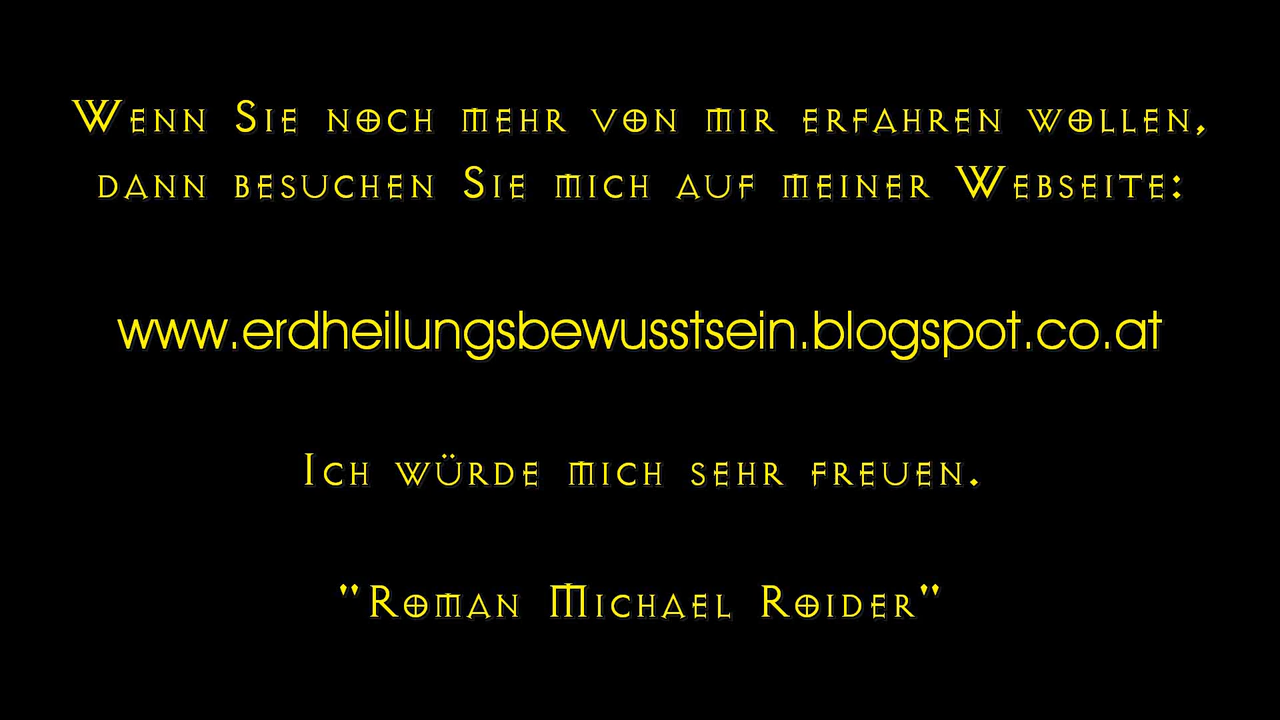 Wenn Sie noch mehr von mir erfahren wollen,
dann besuchen Sie mich auf meiner Webseite:
www.erdheilungsbewusstsein.blogspot.co.at
Ich würde mich sehr freuen.
"Roman Michael Roider"